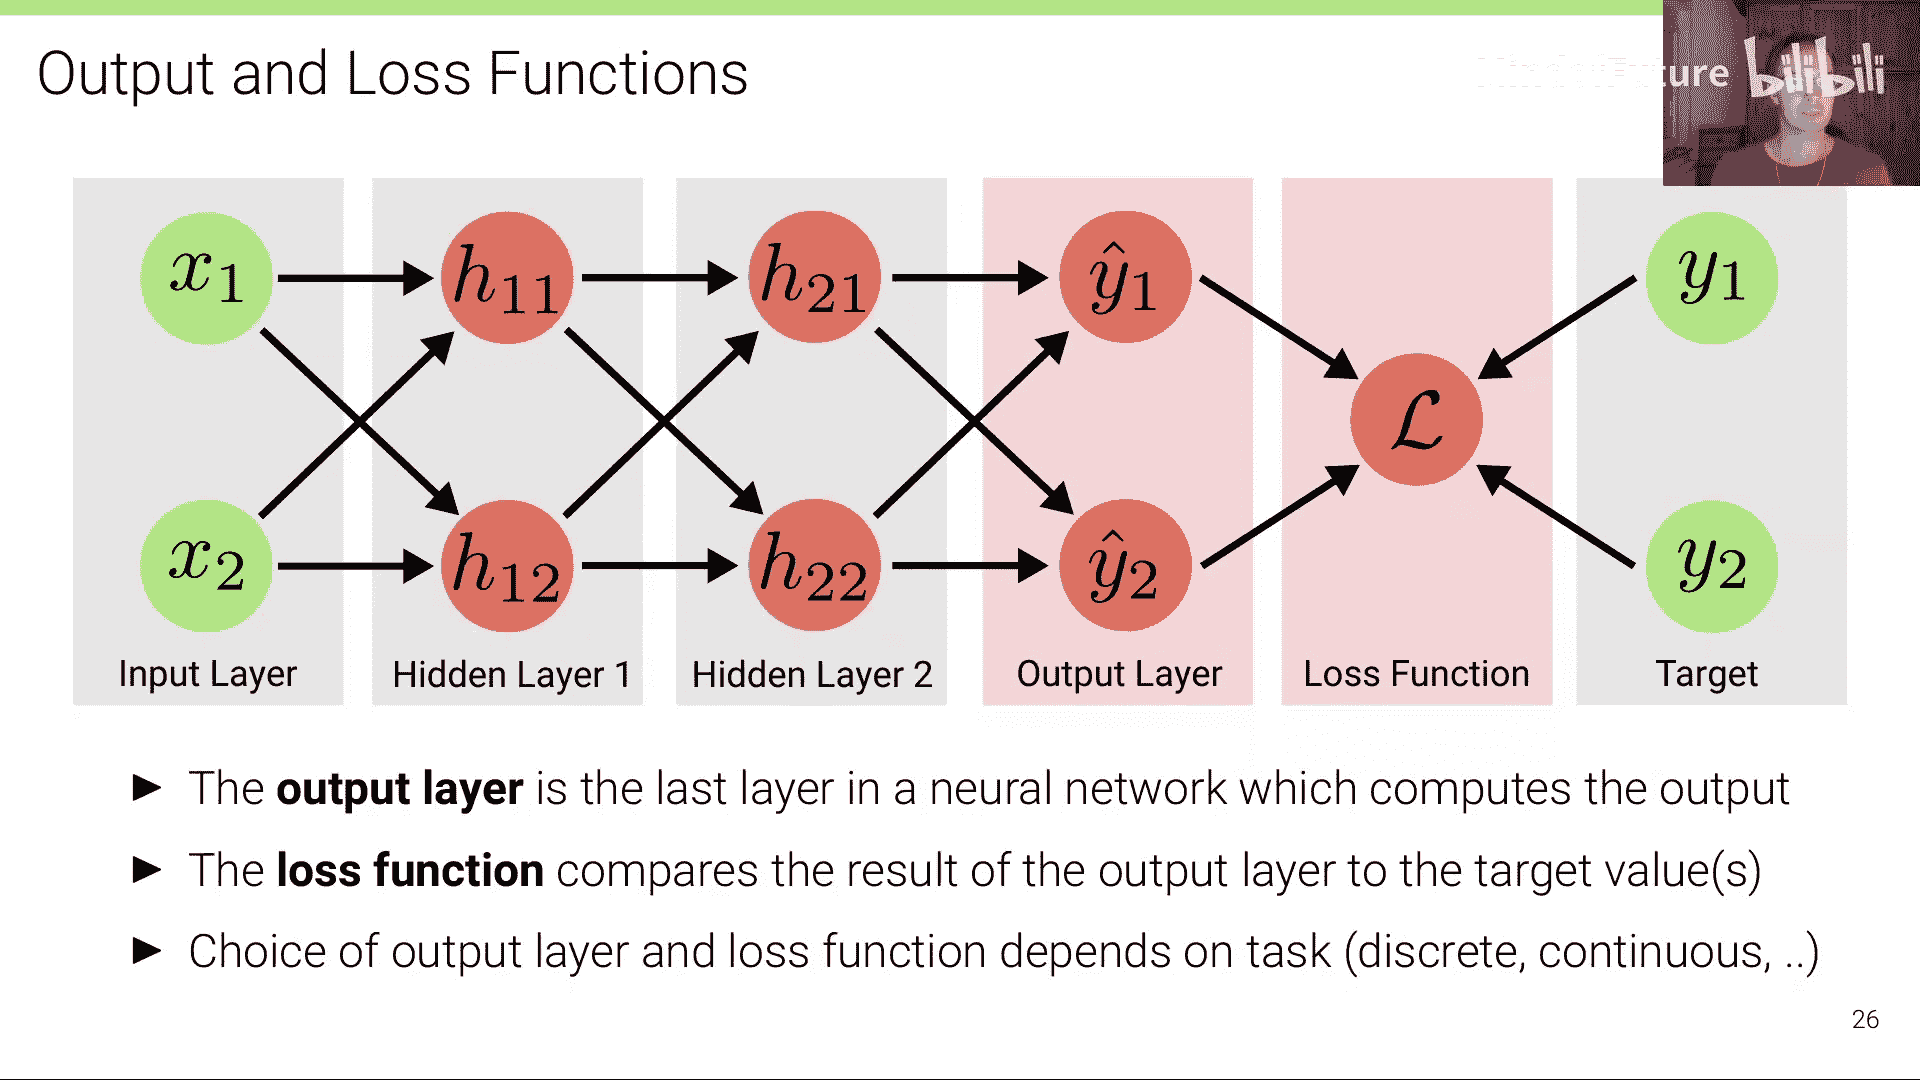 Output and Loss Functions
bilibili
x₁ h₁₁ h₂₁ ŷ₁ y₁
ℒ
x₂ h₁₂ h₂₂ ŷ₂ y₂
Input Layer Hidden Layer 1 Hidden Layer 2 Output Layer Loss Function Target
► The output layer is the last layer in a neural network which computes the output
► The loss function compares the result of the output layer to the target value(s)
► Choice of output layer and loss function depends on task (discrete, continuous, ..)
26